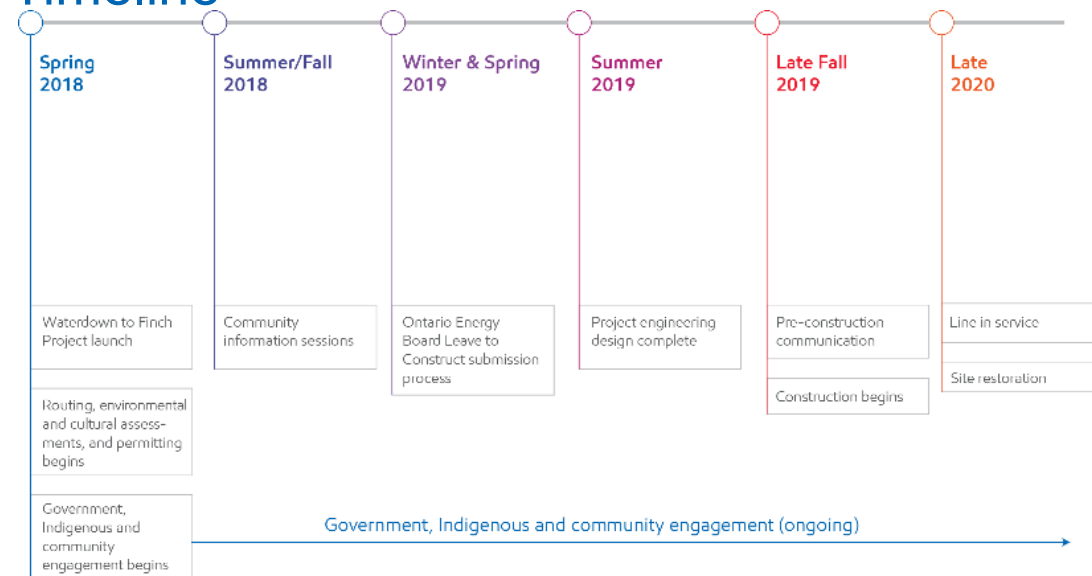 Timeline
Spring
2018
Summer/Fall
2018
Winter & Spring
2019
Summer
2019
Late Fall
2019
Late
2020
Waterdown to Finch
Project launch
Routing, environmental
and cultural assess-
ments, and permitting
begins
Government,
Indigenous and
community
engagement begins
Community
information sessions
Ontario Energy
Board Leave to
Construct submission
process
Project engineering
design complete
Pre-construction
communication
Construction begins
Line in service
Site restoration
Government, Indigenous and community engagement (ongoing)